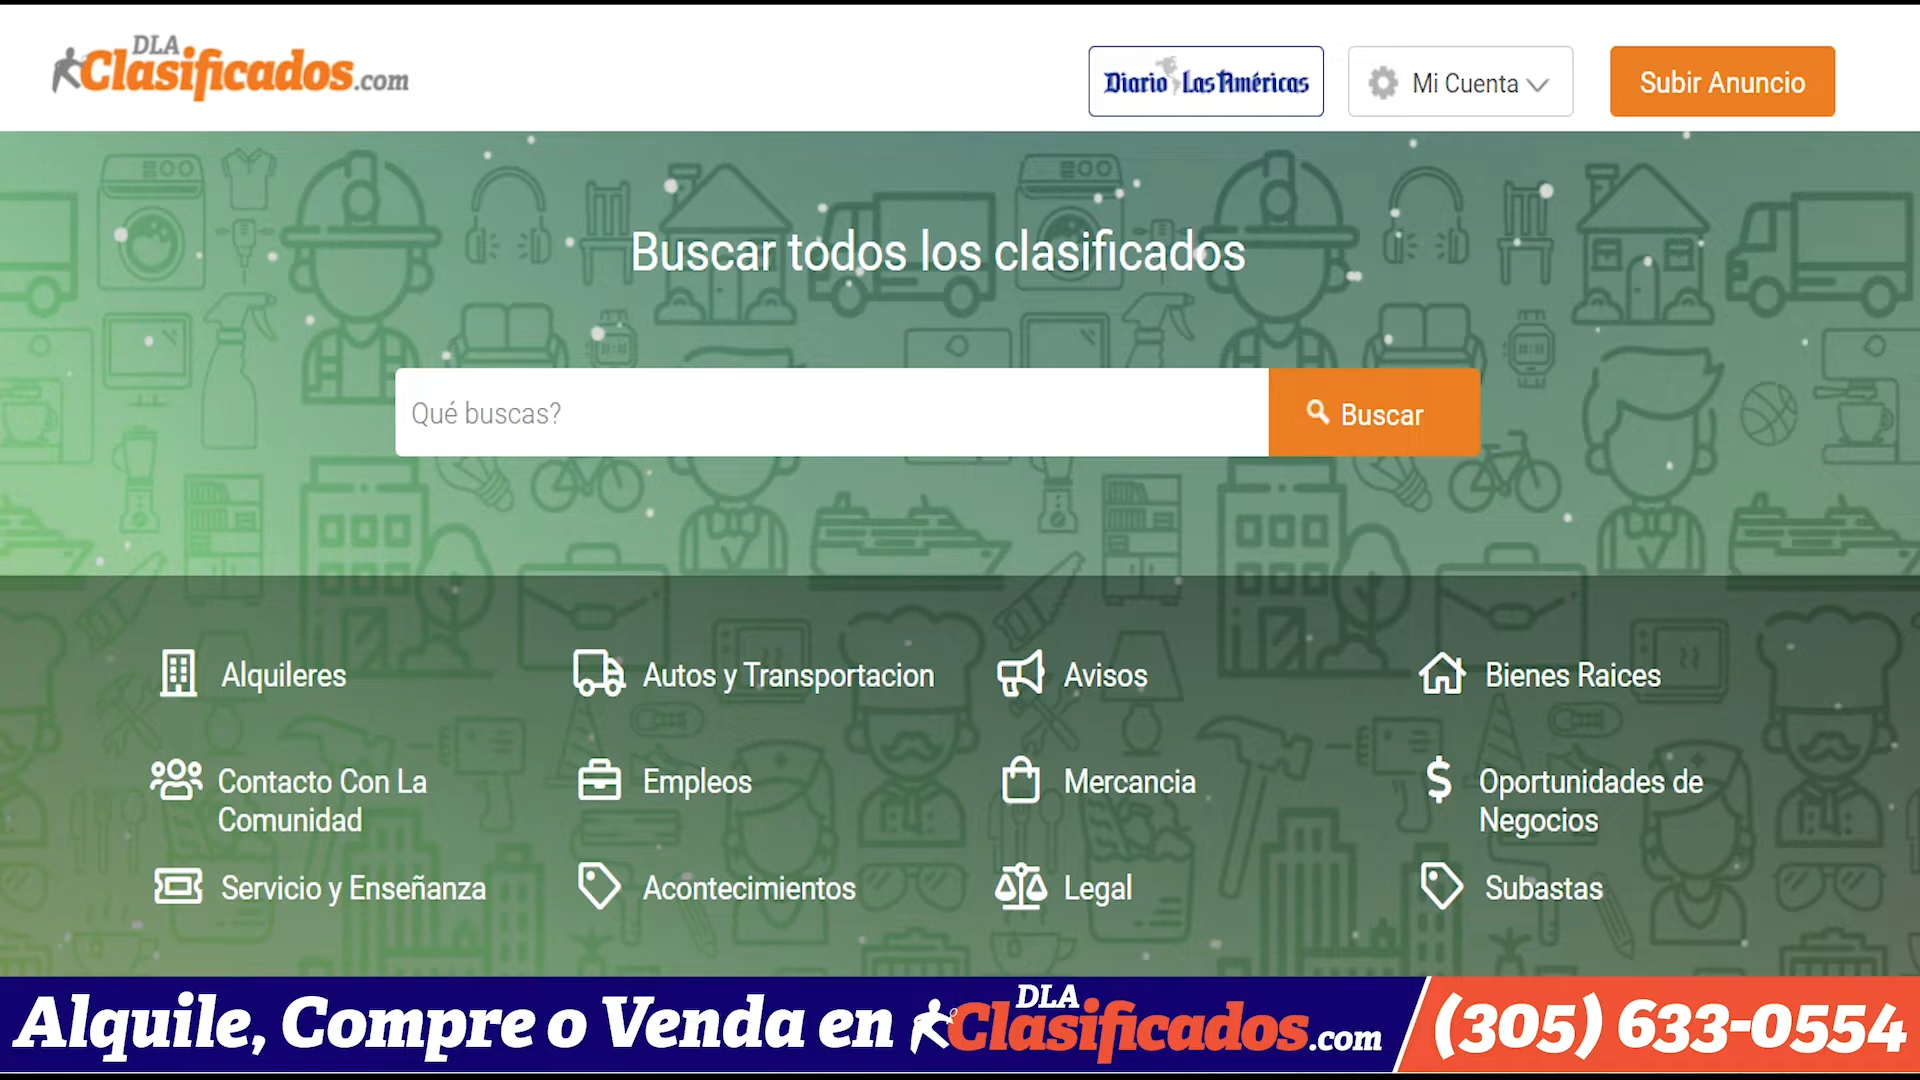 DLA
Clasificados.com
Diario Las Américas
Mi Cuenta
Subir Anuncio
Buscar todos los clasificados
Qué buscas?
Buscar
Alquileres
Autos y Transportacion
Avisos
Bienes Raices
Contacto Con La
Comunidad
Empleos
Mercancia
Oportunidades de
Negocios
Servicio y Enseñanza
Acontecimientos
Legal
Subastas
Alquile, Compre o Venda en DLA Clasificados.com (305) 633-0554